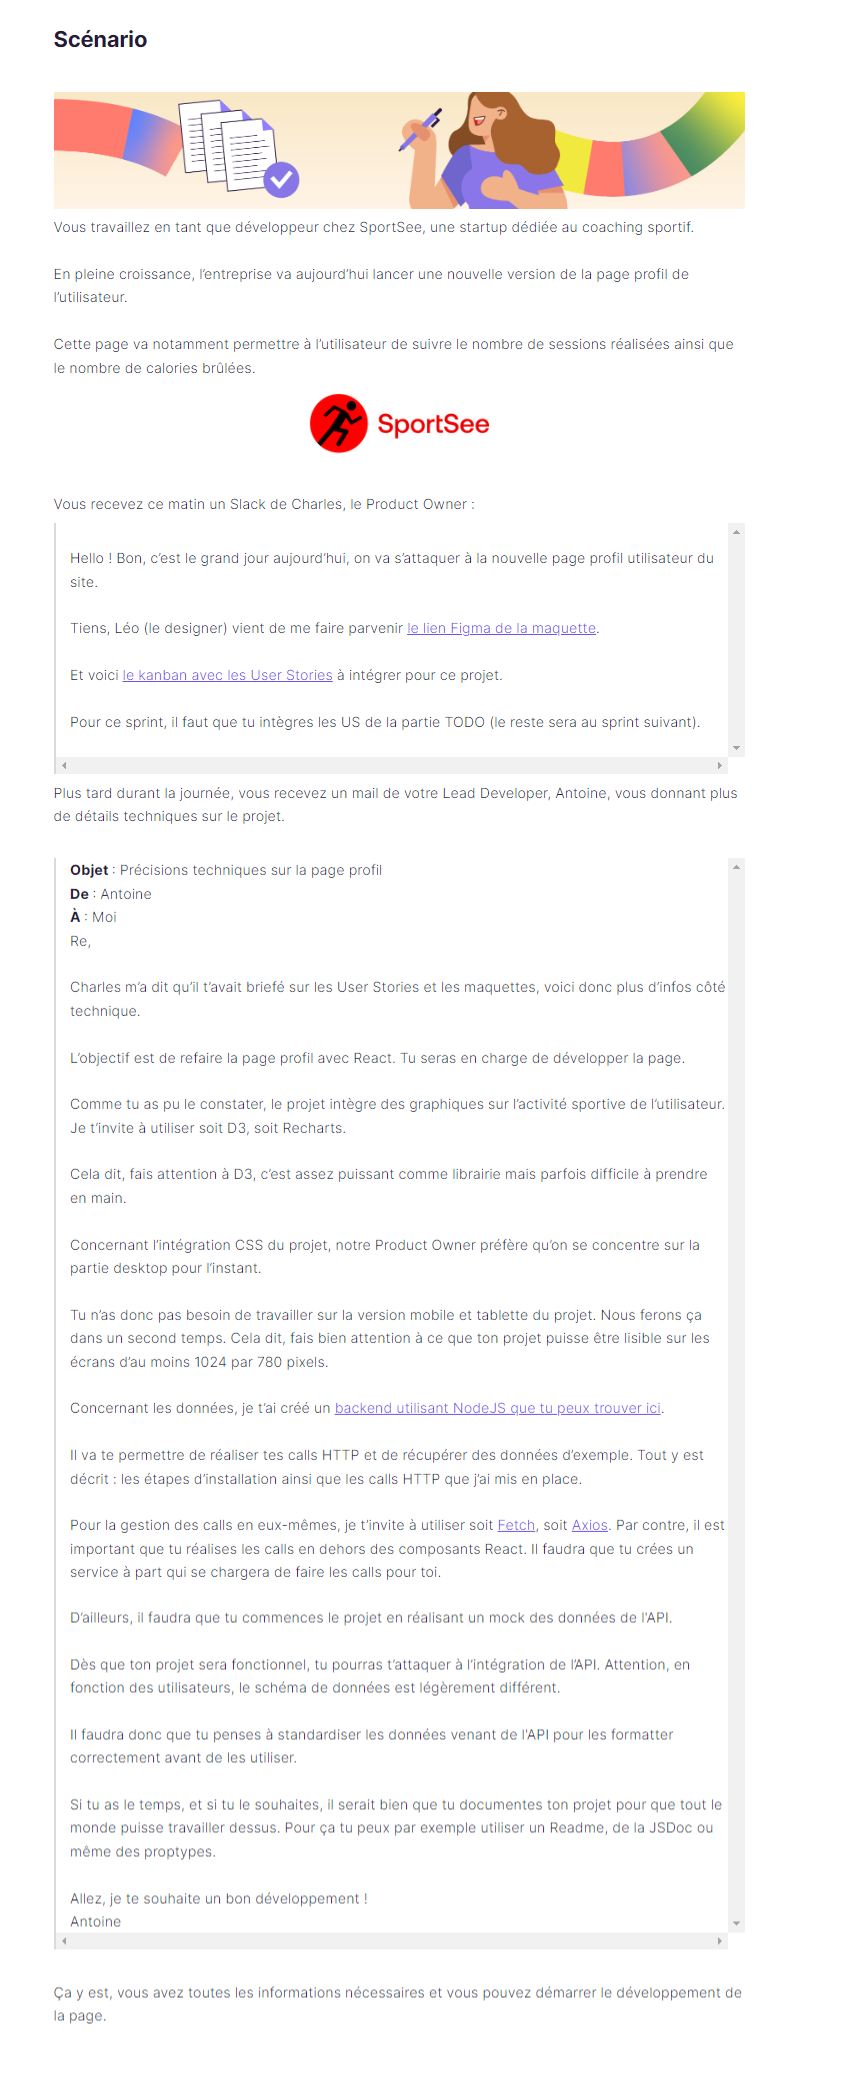 Scénario
Vous travaillez en tant que développeur chez SportSee, une startup dédiée au coaching sportif.
En pleine croissance, l’entreprise va aujourd’hui lancer une nouvelle version de la page profil de
l’utilisateur.
Cette page va notamment permettre à l’utilisateur de suivre le nombre de sessions réalisées ainsi que
le nombre de calories brûlées.
SportSee
Vous recevez ce matin un Slack de Charles, le Product Owner :
Hello ! Bon, c’est le grand jour aujourd’hui, on va s’attaquer à la nouvelle page profil utilisateur du
site.
Tiens, Léo (le designer) vient de me faire parvenir le lien Figma de la maquette.
Et voici le kanban avec les User Stories à intégrer pour ce projet.
Pour ce sprint, il faut que tu intègres les US de la partie TODO (le reste sera au sprint suivant).
Plus tard durant la journée, vous recevez un mail de votre Lead Developer, Antoine, vous donnant plus
de détails techniques sur le projet.
Objet : Précisions techniques sur la page profil
De : Antoine
À : Moi
Re,
Charles m’a dit qu’il t’avait briefé sur les User Stories et les maquettes, voici donc plus d’infos côté
technique.
L’objectif est de refaire la page profil avec React. Tu seras en charge de développer la page.
Comme tu as pu le constater, le projet intègre des graphiques sur l’activité sportive de l’utilisateur.
Je t’invite à utiliser soit D3, soit Recharts.
Cela dit, fais attention à D3, c’est assez puissant comme librairie mais parfois difficile à prendre
en main.
Concernant l’intégration CSS du projet, notre Product Owner préfère qu’on se concentre sur la
partie desktop pour l’instant.
Tu n’as donc pas besoin de travailler sur la version mobile et tablette du projet. Nous ferons ça
dans un second temps. Cela dit, fais bien attention à ce que ton projet puisse être lisible sur les
écrans d’au moins 1024 par 780 pixels.
Concernant les données, je t’ai créé un backend utilisant NodeJS que tu peux trouver ici.
Il va te permettre de réaliser tes calls HTTP et de récupérer des données d’exemple. Tout y est
décrit : les étapes d’installation ainsi que les calls HTTP que j’ai mis en place.
Pour la gestion des calls en eux-mêmes, je t’invite à utiliser soit Fetch, soit Axios. Par contre, il est
important que tu réalises les calls en dehors des composants React. Il faudra que tu crées un
service à part qui se chargera de faire les calls pour toi.
D’ailleurs, il faudra que tu commences le projet en réalisant un mock des données de l’API.
Dès que ton projet sera fonctionnel, tu pourras t’attaquer à l’intégration de l’API. Attention, en
fonction des utilisateurs, le schéma de données est légèrement différent.
Il faudra donc que tu penses à standardiser les données venant de l’API pour les formatter
correctement avant de les utiliser.
Si tu as le temps, et si tu le souhaites, il serait bien que tu documentes ton projet pour que tout le
monde puisse travailler dessus. Pour ça tu peux par exemple utiliser un Readme, de la JSDoc ou
même des proptypes.
Allez, je te souhaite un bon développement !
Antoine
Ça y est, vous avez toutes les informations nécessaires et vous pouvez démarrer le développement de
la page.